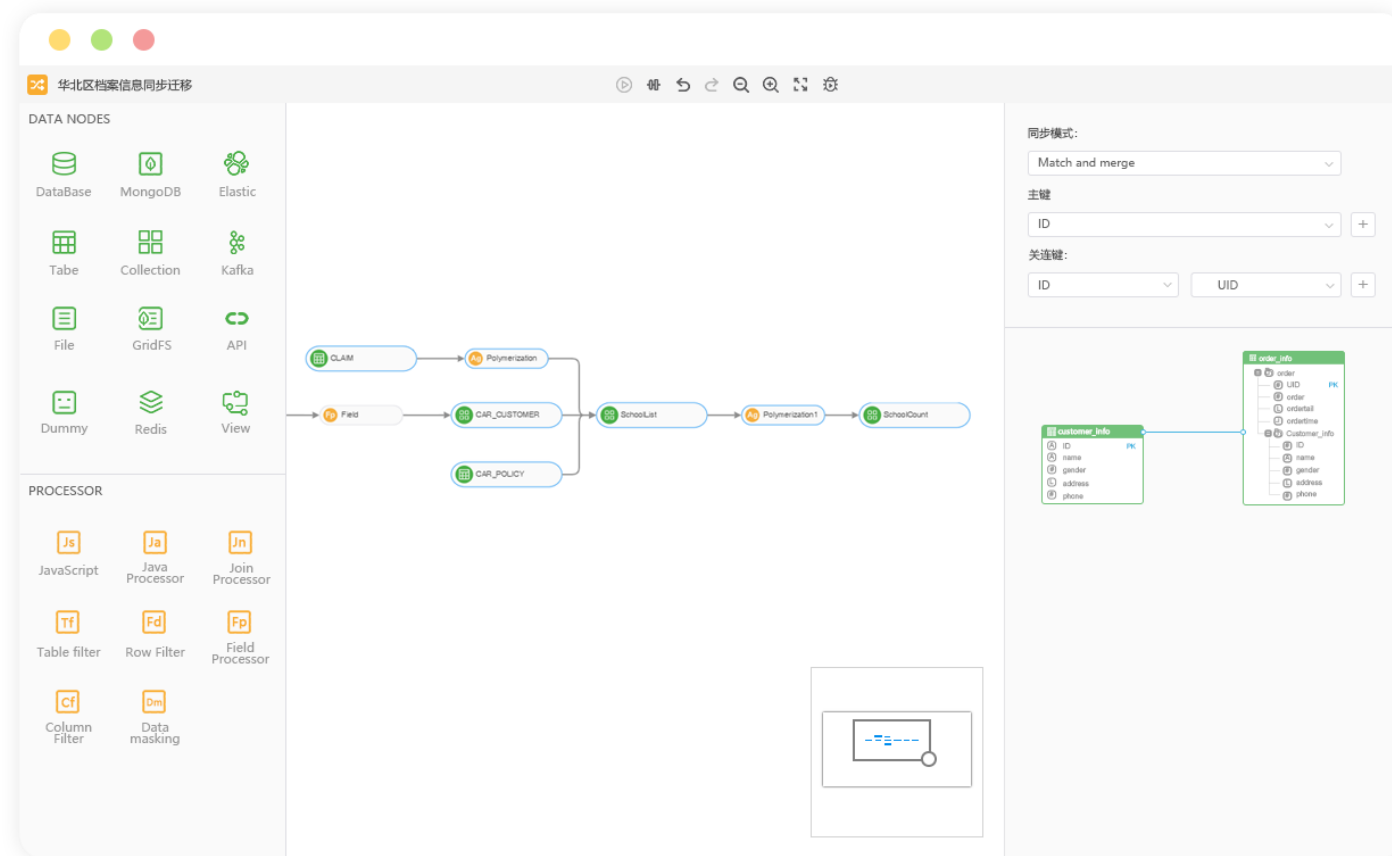 华北区档案信息同步迁移
DATA NODES
DataBase MongoDB Elastic
Tabe Collection Kafka
File GridFS API
Dummy Redis View
PROCESSOR
Js Ja Jn
JavaScript Java Processor Join Processor
Tf Fd Fp
Table filter Row Filter Field Processor
Cf Dm
Column Filter Data masking
CLAIM Ag Polymerization
Fp Field CAR_CUSTOMER SchoolList Ag Polymerization1 SchoolCount
CAR_POLICY
同步模式:
Match and merge
主键
ID
关连键:
ID UID
customer_info
A ID PK
A name
# gender
L address
# phone
order_info
order
# UID PK
# order
L ordertail
ordertime
Customer_info
# ID
A name
# gender
L address
# phone